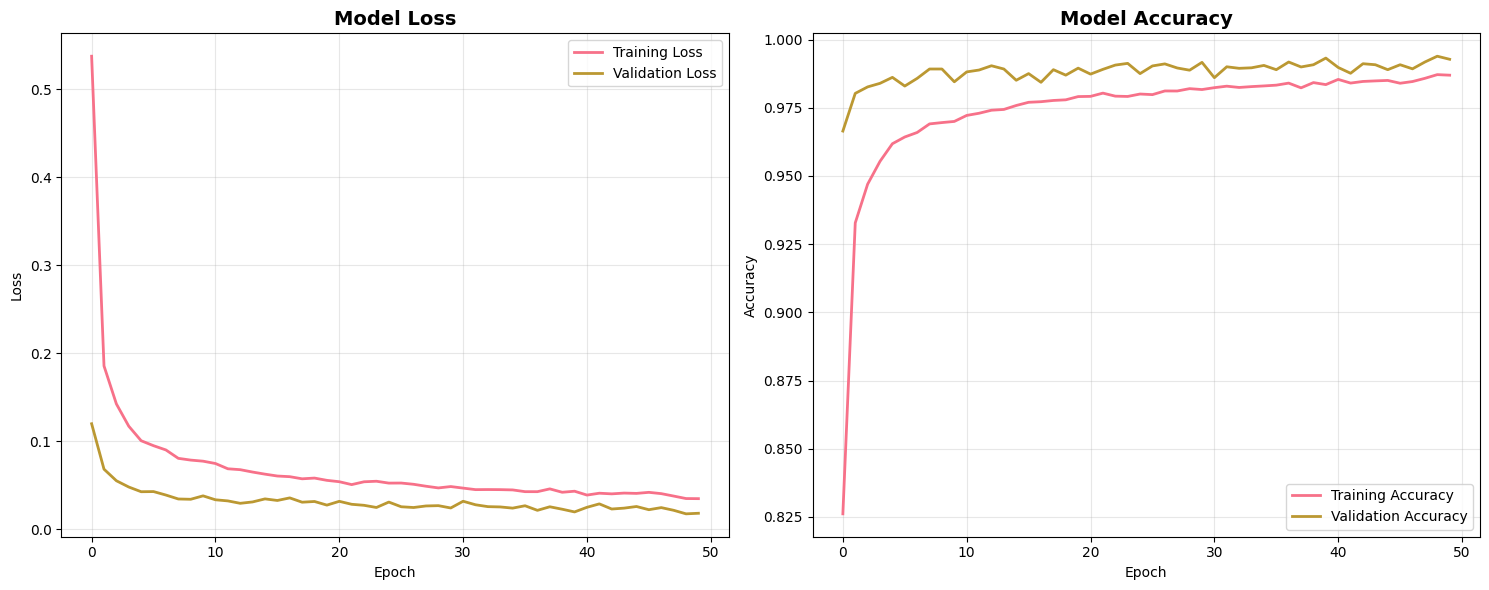 Model Loss
Training Loss
Validation Loss
0.5
0.4
0.3
0.2
0.1
0.0
Loss
0 10 20 30 40 50
Epoch
Model Accuracy
1.000
0.975
0.950
0.925
0.900
0.875
0.850
0.825
Accuracy
Training Accuracy
Validation Accuracy
0 10 20 30 40 50
Epoch